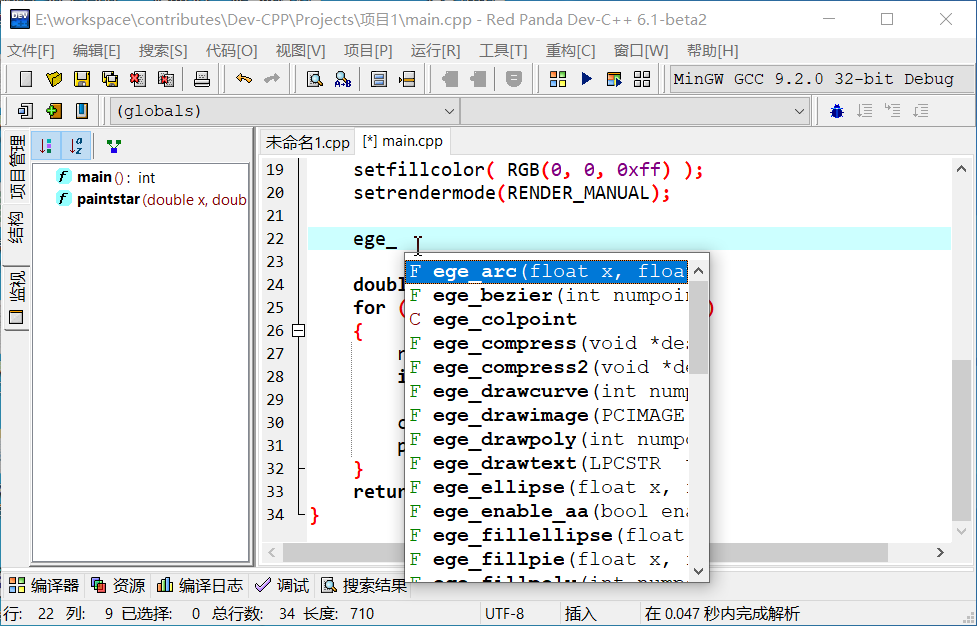 E:\workspace\contributes\Dev-CPP\Projects\项目1\main.cpp - Red Panda Dev-C++ 6.1-beta2
文件[F] 编辑[E] 搜索[S] 代码[O] 视图[V] 项目[P] 运行[R] 工具[T] 重构[C] 窗口[W] 帮助[H]
MinGW GCC 9.2.0 32-bit Debug
(globals)
项目管理
结构
监视
main() : int
paintstar(double x, doub
未命名1.cpp [*] main.cpp
19 setfillcolor( RGB(0, 0, 0xff) );
20 setrendermode(RENDER_MANUAL);
21
22 ege_
23
24 doubl
25 for ( )
26 {
27
28
29
30
31
32 }
33 retur
34 }
F ege_arc(float x, floa
F ege_bezier(int numpoi
C ege_colpoint
F ege_compress(void *de
F ege_compress2(void *de
F ege_drawcurve(int nump
F ege_drawimage(PCIMAGE
F ege_drawpoly(int numpo
F ege_drawtext(LPCSTR
F ege_ellipse(float x,
F ege_enable_aa(bool ena
F ege_fillellipse(float
F ege_fillpie(float x,
F ege_fillpoly(int numpo
编译器 资源 编译日志 调试 搜索结果
行: 22 列: 9 已选择: 0 总行数: 34 长度: 710 UTF-8 插入 在 0.047 秒内完成解析